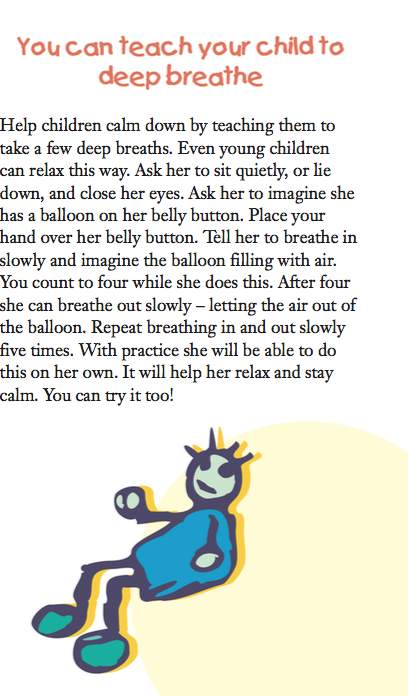 You can teach your child to
deep breathe
Help children calm down by teaching them to
take a few deep breaths. Even young children
can relax this way. Ask her to sit quietly, or lie
down, and close her eyes. Ask her to imagine she
has a balloon on her belly button. Place your
hand over her belly button. Tell her to breathe in
slowly and imagine the balloon filling with air.
You count to four while she does this. After four
she can breathe out slowly – letting the air out of
the balloon. Repeat breathing in and out slowly
five times. With practice she will be able to do
this on her own. It will help her relax and stay
calm. You can try it too!